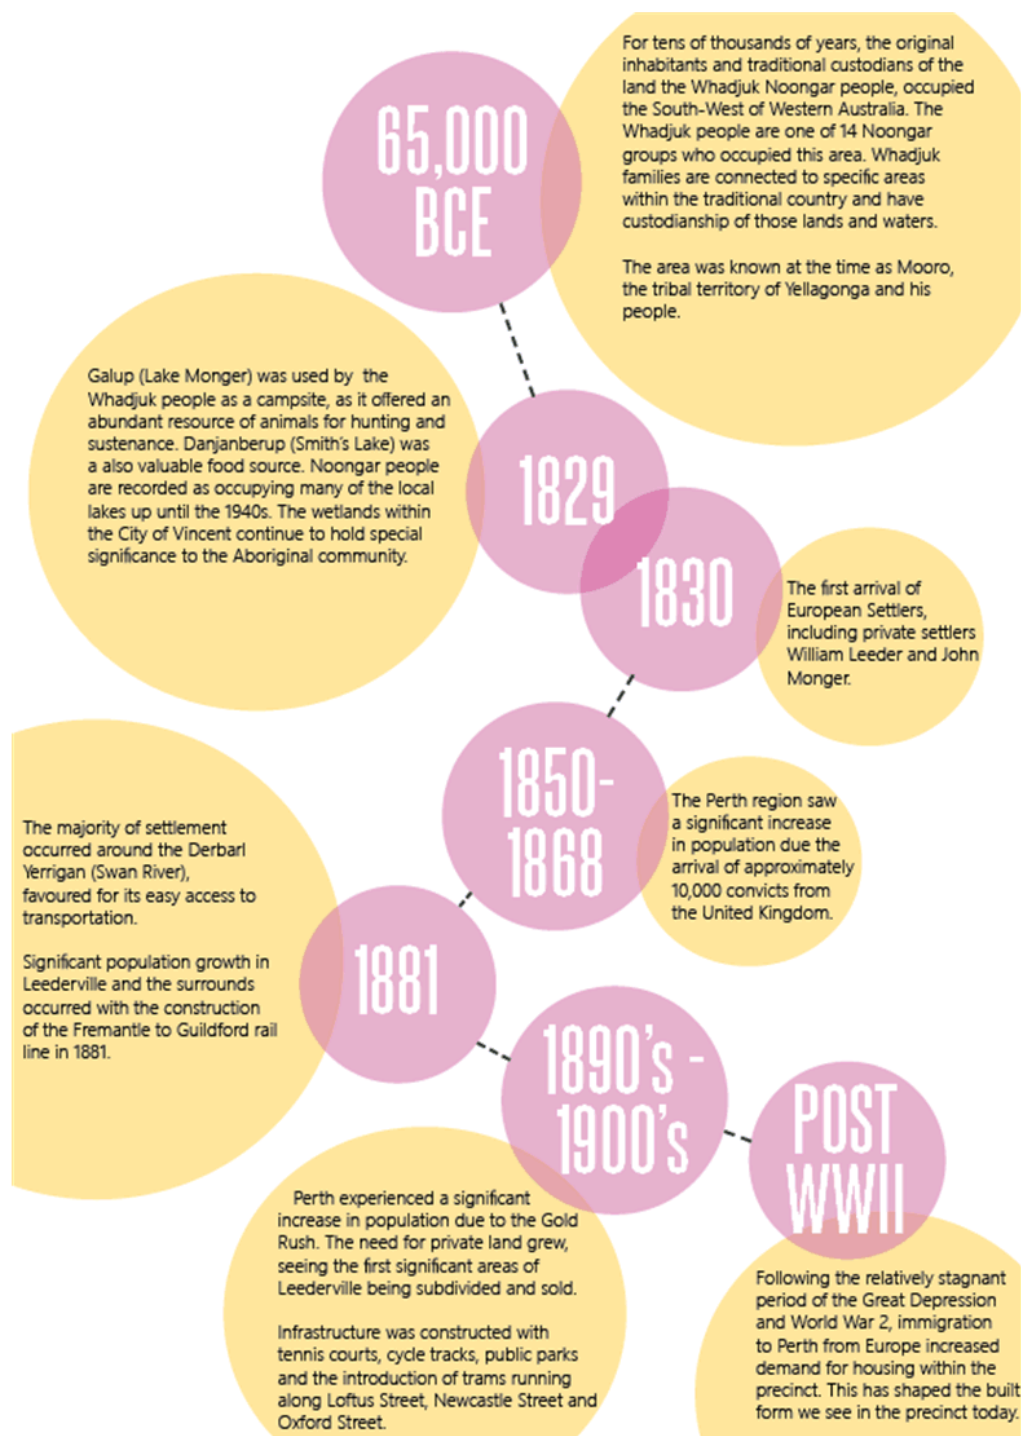 65,000
BCE
For tens of thousands of years, the original
inhabitants and traditional custodians of the
land the Whadjuk Noongar people, occupied
the South-West of Western Australia. The
Whadjuk people are one of 14 Noongar
groups who occupied this area. Whadjuk
families are connected to specific areas
within the traditional country and have
custodianship of those lands and waters.
The area was known at the time as Mooro,
the tribal territory of Yellagonga and his
people.
1829
Galup (Lake Monger) was used by the
Whadjuk people as a campsite, as it offered an
abundant resource of animals for hunting and
sustenance. Danjanberup (Smith's Lake) was
a also valuable food source. Noongar people
are recorded as occupying many of the local
lakes up until the 1940s. The wetlands within
the City of Vincent continue to hold special
significance to the Aboriginal community.
1830
The first arrival of
European Settlers,
including private settlers
William Leeder and John
Monger.
1850-
1868
The Perth region saw
a significant increase
in population due the
arrival of approximately
10,000 convicts from
the United Kingdom.
1881
The majority of settlement
occurred around the Derbarl
Yerrigan (Swan River),
favoured for its easy access to
transportation.
Significant population growth in
Leederville and the surrounds
occurred with the construction
of the Fremantle to Guildford rail
line in 1881.
1890's -
1900's
Perth experienced a significant
increase in population due to the Gold
Rush. The need for private land grew,
seeing the first significant areas of
Leederville being subdivided and sold.
Infrastructure was constructed with
tennis courts, cycle tracks, public parks
and the introduction of trams running
along Loftus Street, Newcastle Street and
Oxford Street.
POST
WWII
Following the relatively stagnant
period of the Great Depression
and World War 2, immigration
to Perth from Europe increased
demand for housing within the
precinct. This has shaped the built
form we see in the precinct today.